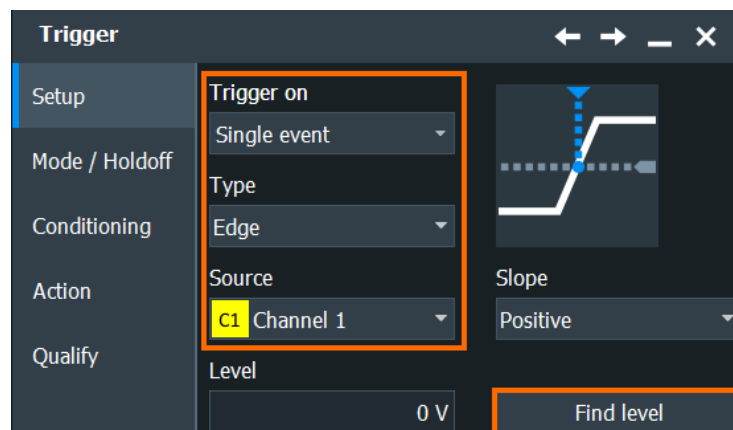 Trigger
Setup
Mode / Holdoff
Conditioning
Action
Qualify
Trigger on
Single event
Type
Edge
Source
C1 Channel 1
Slope
Positive
Level
0 V
Find level